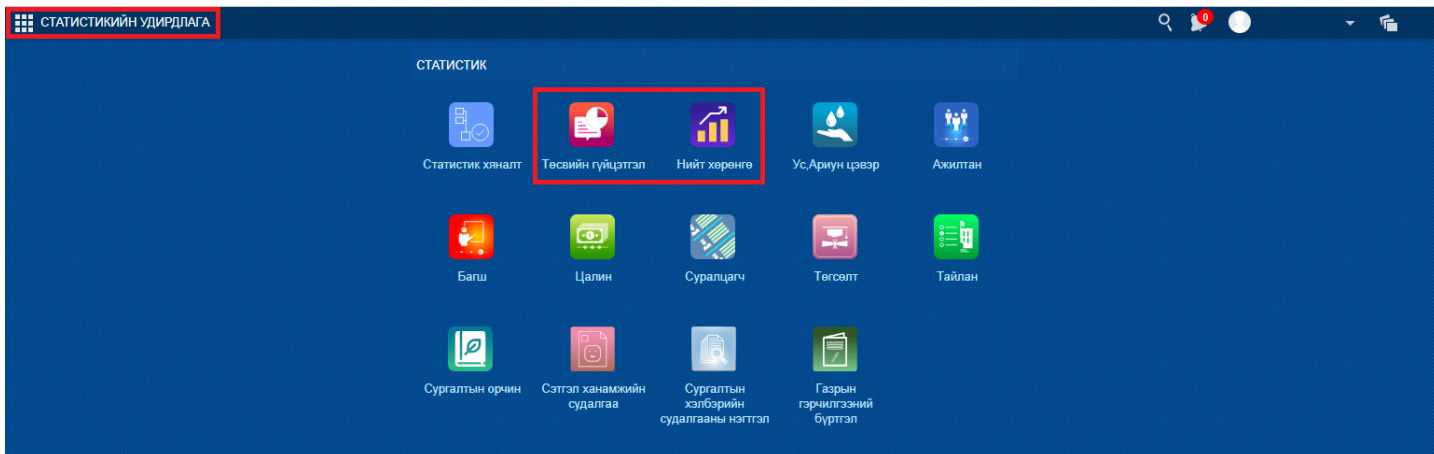 СТАТИСТИКИЙН УДИРДЛАГА
0
СТАТИСТИК
Статистик хяналт
Төсвийн гүйцэтгэл
Нийт хөрөнгө
Ус,Ариун цэвэр
Ажилтан
Багш
Цалин
Суралцагч
Төгсөлт
Тайлан
Сургалтын орчин
Сэтгэл ханамжийн
судалгаа
Сургалтын
хэлбэрийн
судалгааны нэгтгэл
Газрын
гэрчилгээний
бүртгэл